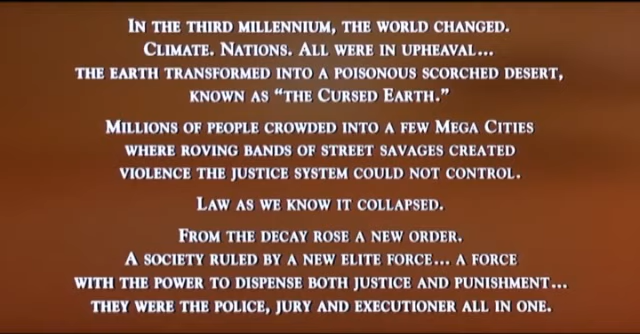 IN THE THIRD MILLENNIUM, THE WORLD CHANGED.
CLIMATE. NATIONS. ALL WERE IN UPHEAVAL...
THE EARTH TRANSFORMED INTO A POISONOUS SCORCHED DESERT,
KNOWN AS “THE CURSED EARTH.”
MILLIONS OF PEOPLE CROWDED INTO A FEW MEGA CITIES
WHERE ROVING BANDS OF STREET SAVAGES CREATED
VIOLENCE THE JUSTICE SYSTEM COULD NOT CONTROL.
LAW AS WE KNOW IT COLLAPSED.
FROM THE DECAY ROSE A NEW ORDER.
A SOCIETY RULED BY A NEW ELITE FORCE... A FORCE
WITH THE POWER TO DISPENSE BOTH JUSTICE AND PUNISHMENT...
THEY WERE THE POLICE, JURY AND EXECUTIONER ALL IN ONE.